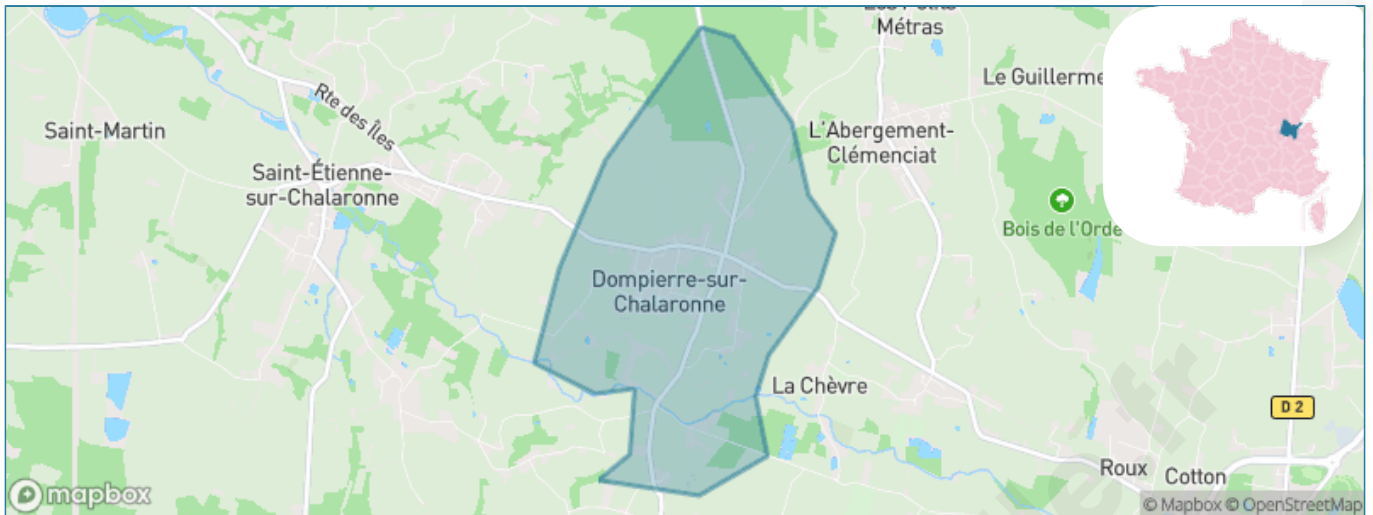 Métras
Le Guillerme
Rte des Îles
Saint-Martin
L'Abergement-
Clémenciat
Saint-Étienne-
sur-Chalaronne
Bois de l'Orde
Dompierre-sur-
Chalaronne
La Chèvre
D 2
Roux
Cotton
mapbox
© Mapbox © OpenStreetMap